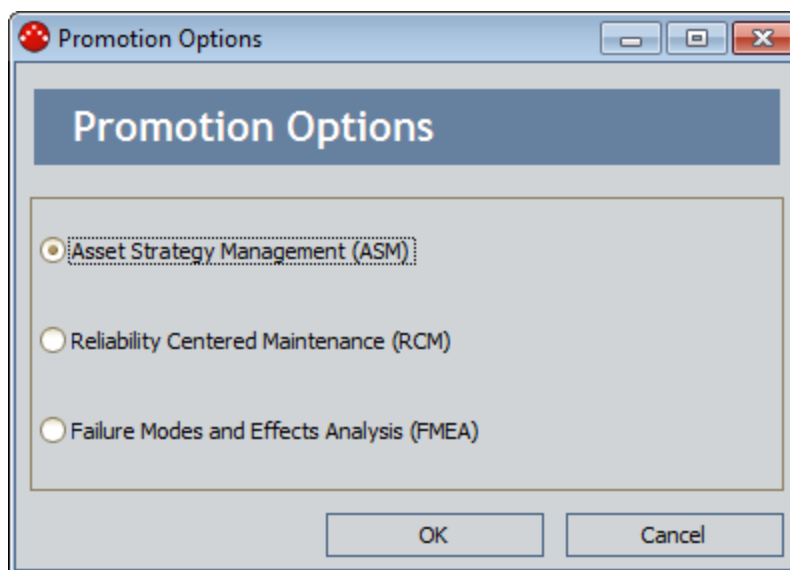 Promotion Options
Promotion Options
Asset Strategy Management (ASM)
Reliability Centered Maintenance (RCM)
Failure Modes and Effects Analysis (FMEA)
OK
Cancel